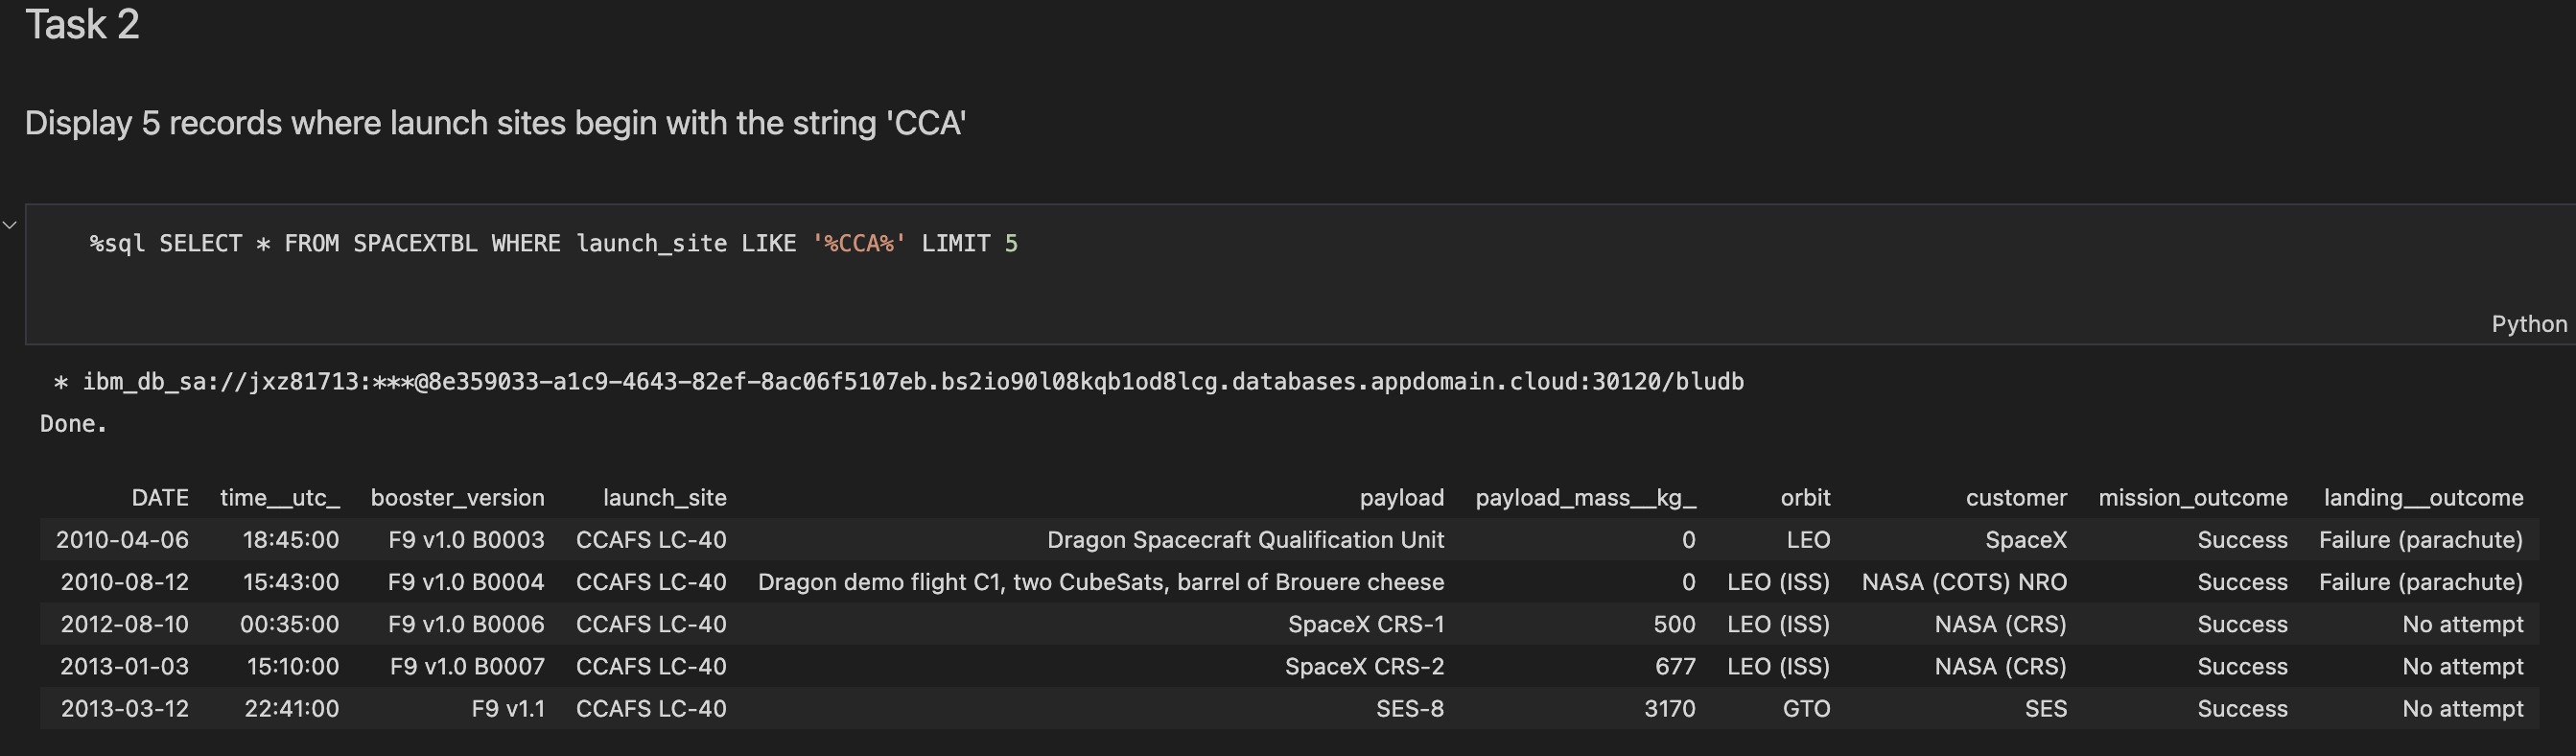 Task 2
Display 5 records where launch sites begin with the string 'CCA'
%sql SELECT * FROM SPACEXTBL WHERE launch_site LIKE '%CCA%' LIMIT 5
Python
* ibm_db_sa://jxz81713:***@8e359033-a1c9-4643-82ef-8ac06f5107eb.bs2io90l08kqb1od8lcg.databases.appdomain.cloud:30120/bludb
Done.
DATE time__utc_ booster_version launch_site payload payload_mass__kg_ orbit customer mission_outcome landing__outcome
2010-04-06 18:45:00 F9 v1.0 B0003 CCAFS LC-40 Dragon Spacecraft Qualification Unit 0 LEO SpaceX Success Failure (parachute)
2010-08-12 15:43:00 F9 v1.0 B0004 CCAFS LC-40 Dragon demo flight C1, two CubeSats, barrel of Brouere cheese 0 LEO (ISS) NASA (COTS) NRO Success Failure (parachute)
2012-08-10 00:35:00 F9 v1.0 B0006 CCAFS LC-40 SpaceX CRS-1 500 LEO (ISS) NASA (CRS) Success No attempt
2013-01-03 15:10:00 F9 v1.0 B0007 CCAFS LC-40 SpaceX CRS-2 677 LEO (ISS) NASA (CRS) Success No attempt
2013-03-12 22:41:00 F9 v1.1 CCAFS LC-40 SES-8 3170 GTO SES Success No attempt